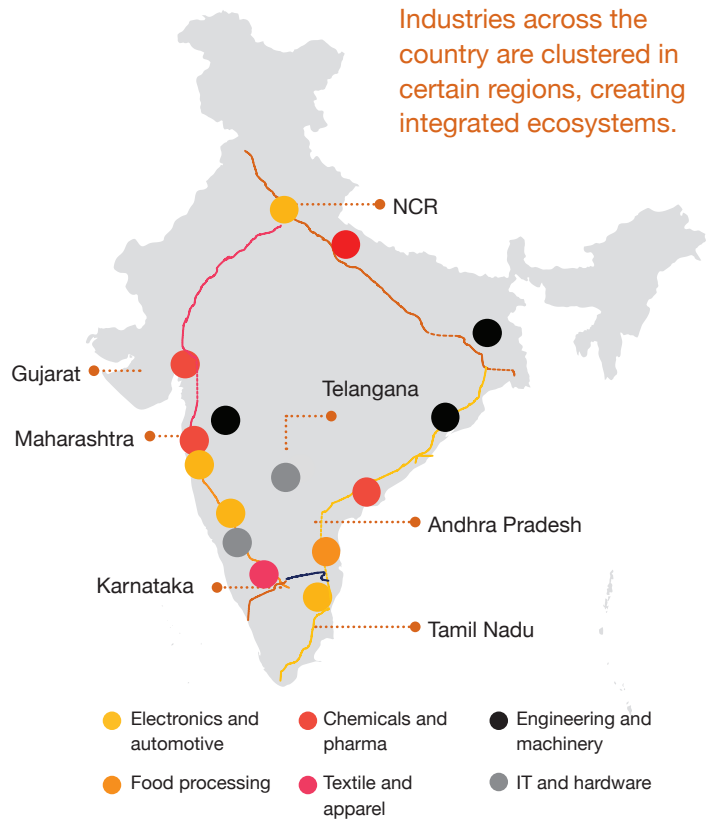 Industries across the
country are clustered in
certain regions, creating
integrated ecosystems.
NCR
Gujarat
Telangana
Maharashtra
Andhra Pradesh
Karnataka
Tamil Nadu
Electronics and
automotive
Chemicals and
pharma
Engineering and
machinery
Food processing
Textile and
apparel
IT and hardware